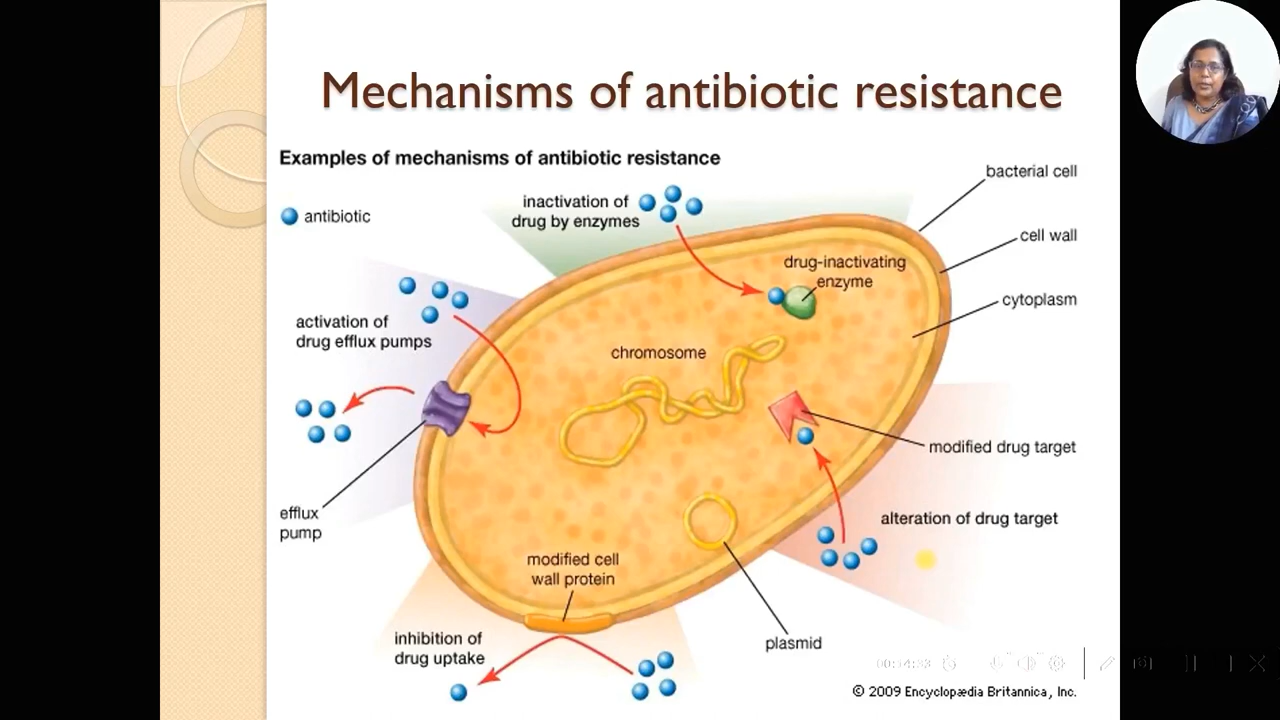 Mechanisms of antibiotic resistance
Examples of mechanisms of antibiotic resistance
antibiotic
inactivation of
drug by enzymes
bacterial cell
cell wall
cytoplasm
drug-inactivating
enzyme
activation of
drug efflux pumps
chromosome
modified drug target
efflux
pump
alteration of drug target
modified cell
wall protein
inhibition of
drug uptake
plasmid
© 2009 Encyclopædia Britannica, Inc.